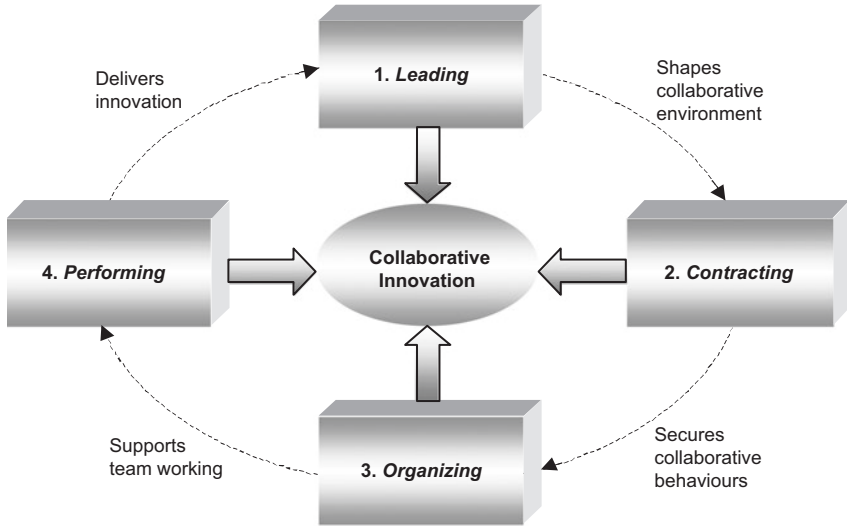 1. Leading
Delivers
innovation
Shapes
collaborative
environment
4. Performing
Collaborative
Innovation
2. Contracting
Supports
team working
3. Organizing
Secures
collaborative
behaviours